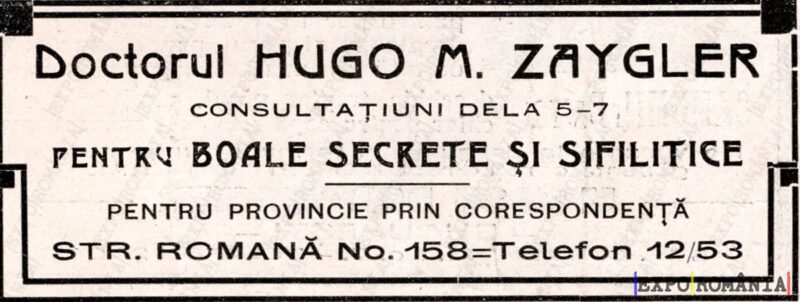 Doctorul HUGO M. ZAYGLER
CONSULTAȚIUNI DELA 5-7
PENTRU BOALE SECRETE ȘI SIFILITICE
PENTRU PROVINCIE PRIN CORESPONDENȚĂ
STR. ROMANĂ No. 158=Telefon 12/53
EXPO ROMÂNIA